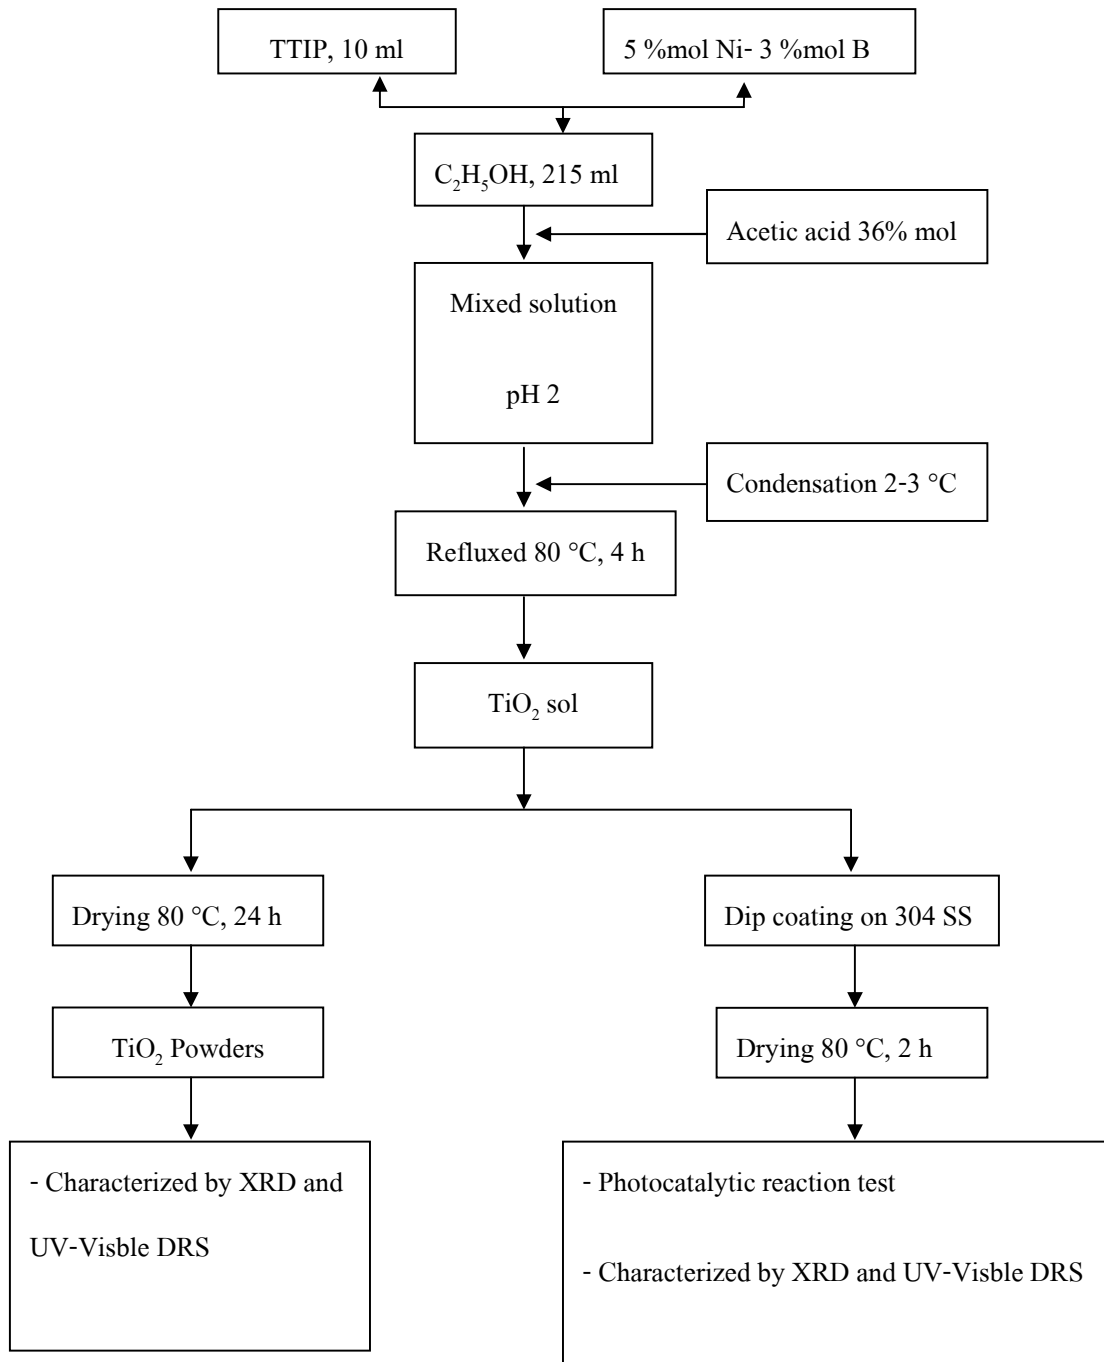 TTIP, 10 ml
5 %mol Ni- 3 %mol B
C₂H₅OH, 215 ml
Acetic acid 36% mol
Mixed solution
pH 2
Condensation 2-3 °C
Refluxed 80 °C, 4 h
TiO₂ sol
Drying 80 °C, 24 h
Dip coating on 304 SS
TiO₂ Powders
Drying 80 °C, 2 h
- Characterized by XRD and
UV-Visble DRS
- Photocatalytic reaction test
- Characterized by XRD and UV-Visble DRS